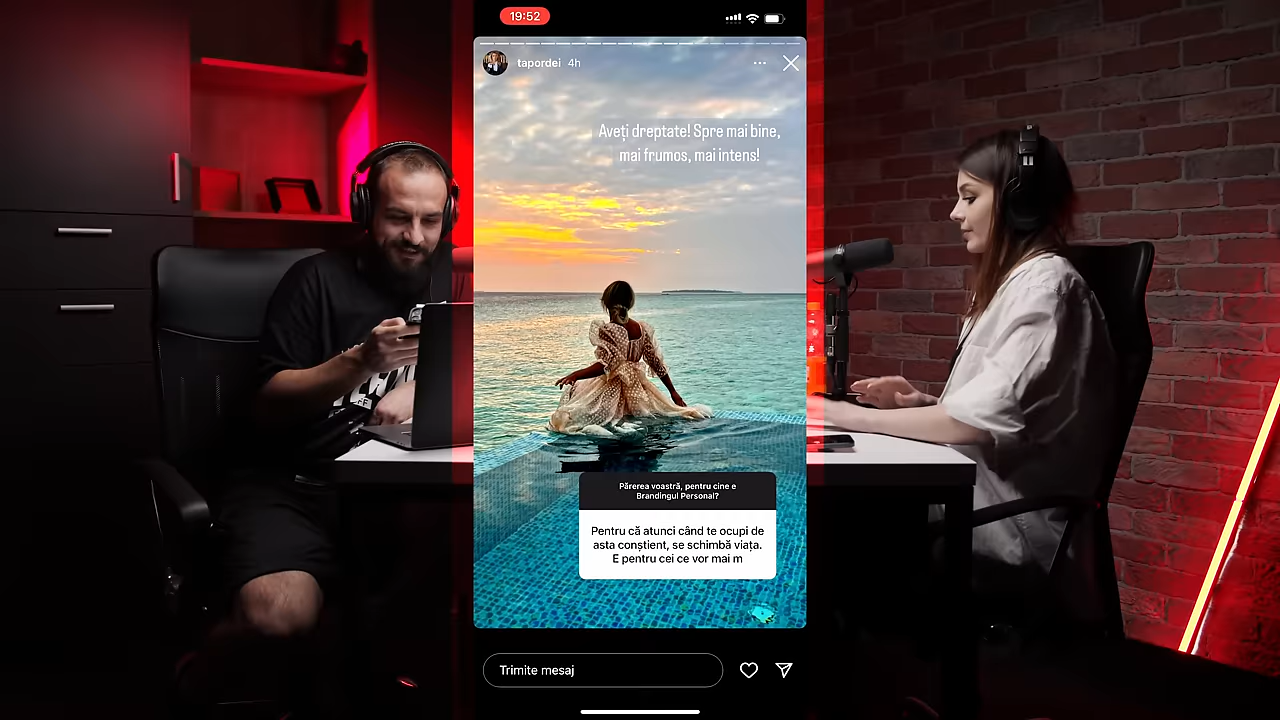 19:52
tapordei 4h
Aveți dreptate! Spre mai bine,
mai frumos, mai intens!
Părerea voastră, pentru cine e
Brandingul Personal?
Pentru că atunci când te ocupi de
asta conștient, se schimbă viața.
E pentru cei ce vor mai m
Trimite mesaj